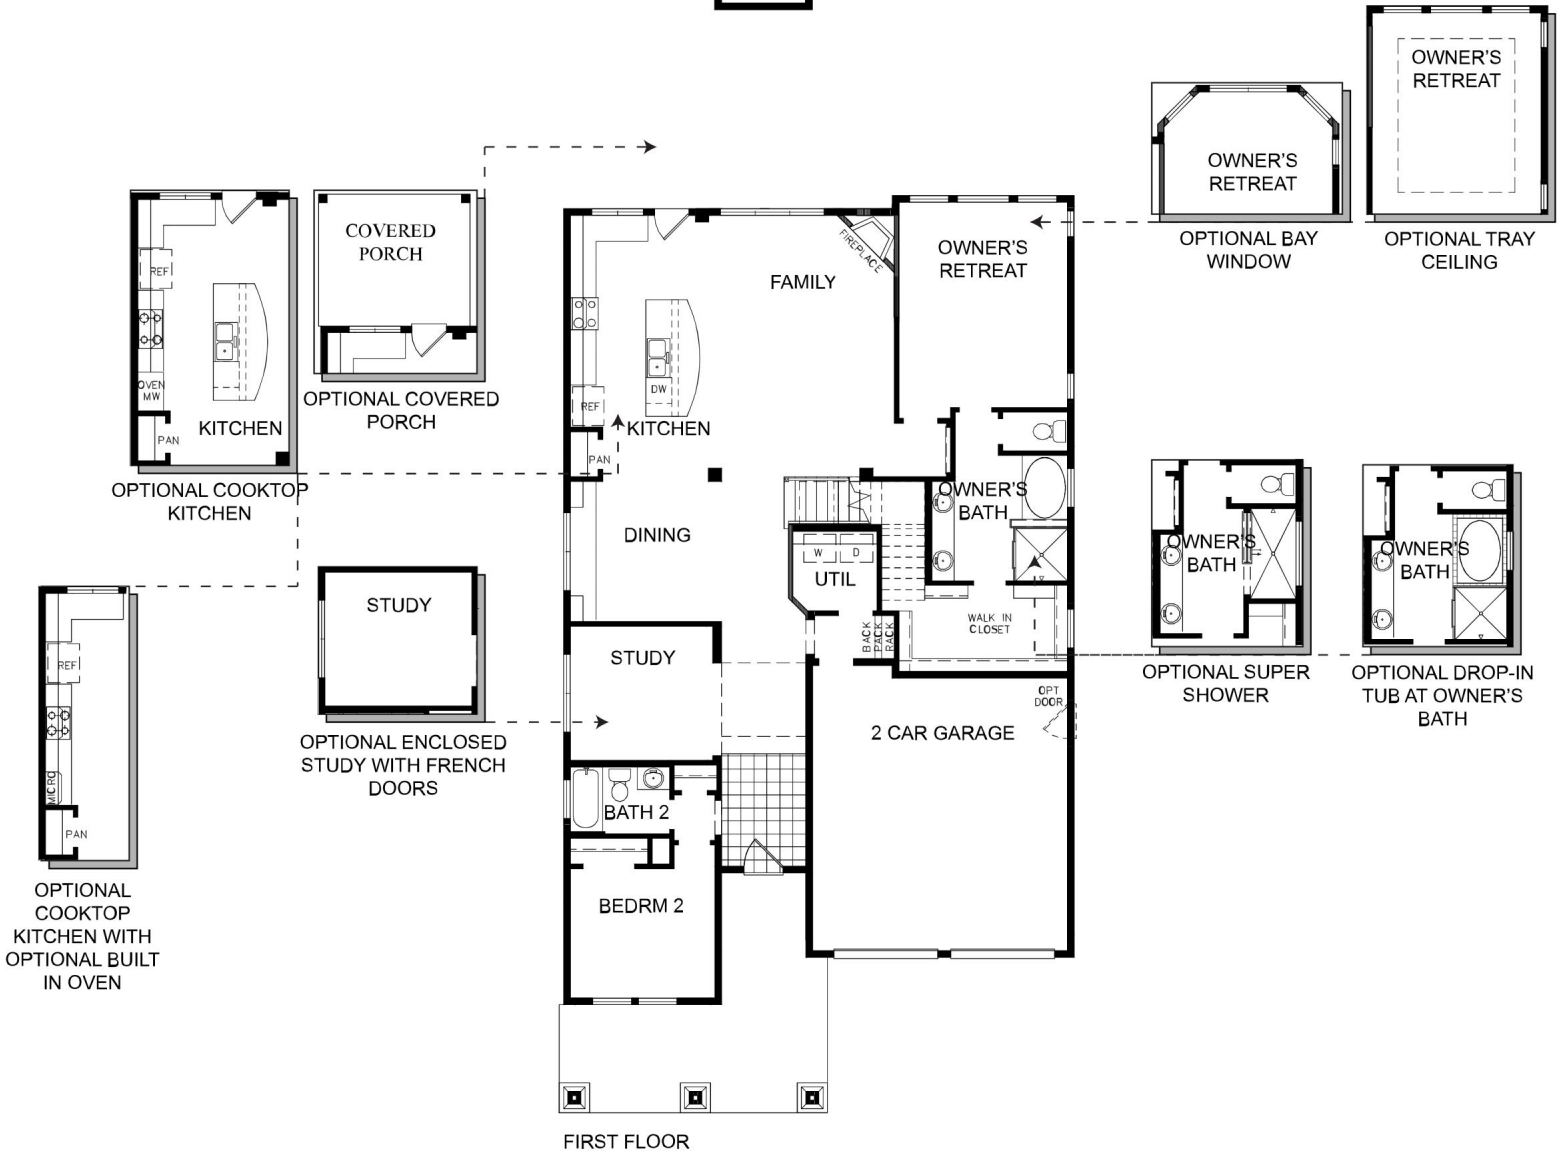 OWNER'S
RETREAT
OPTIONAL TRAY
CEILING
OWNER'S
RETREAT
OPTIONAL BAY
WINDOW
COVERED
PORCH
OPTIONAL COVERED
PORCH
REF
OVEN
MW
PAN
KITCHEN
OPTIONAL COOKTOP
KITCHEN
FIREPLACE
OWNER'S
RETREAT
FAMILY
DW
REF
KITCHEN
PAN
DINING
OWNER'S
BATH
W
D
UTIL
WALK IN
CLOSET
BACK
PACK
RACK
STUDY
OPT
DOOR
2 CAR GARAGE
BATH 2
BEDRM 2
FIRST FLOOR
STUDY
OPTIONAL ENCLOSED
STUDY WITH FRENCH
DOORS
REF
MICRO
PAN
OPTIONAL
COOKTOP
KITCHEN WITH
OPTIONAL BUILT
IN OVEN
OWNER'S
BATH
OPTIONAL SUPER
SHOWER
OWNER'S
BATH
OPTIONAL DROP-IN
TUB AT OWNER'S
BATH